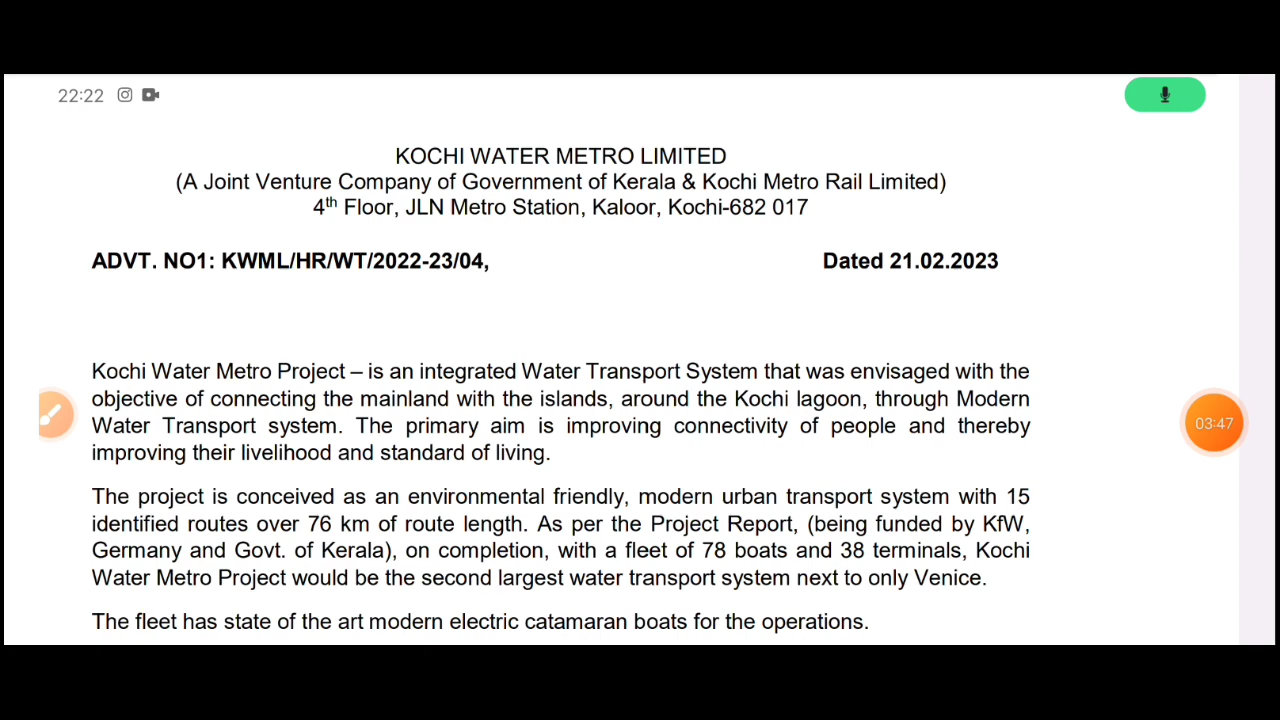 22:22
KOCHI WATER METRO LIMITED
(A Joint Venture Company of Government of Kerala & Kochi Metro Rail Limited)
4th Floor, JLN Metro Station, Kaloor, Kochi-682 017
ADVT. NO1: KWML/HR/WT/2022-23/04, Dated 21.02.2023
Kochi Water Metro Project – is an integrated Water Transport System that was envisaged with the
objective of connecting the mainland with the islands, around the Kochi lagoon, through Modern
Water Transport system. The primary aim is improving connectivity of people and thereby
03:47
improving their livelihood and standard of living.
The project is conceived as an environmental friendly, modern urban transport system with 15
identified routes over 76 km of route length. As per the Project Report, (being funded by KfW,
Germany and Govt. of Kerala), on completion, with a fleet of 78 boats and 38 terminals, Kochi
Water Metro Project would be the second largest water transport system next to only Venice.
The fleet has state of the art modern electric catamaran boats for the operations.